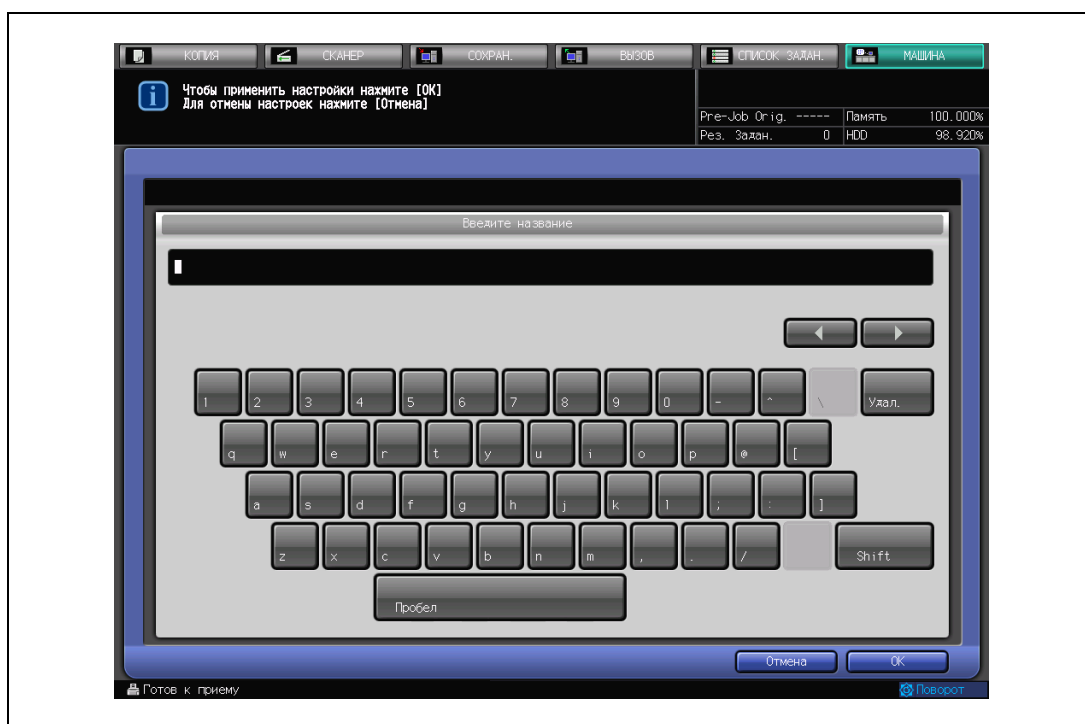 КОПИЯ СКАНЕР СОХРАН. ВЫЗОВ СПИСОК ЗАДАН. МАШИНА
Чтобы применить настройки нажмите [OK]
Для отмены настроек нажмите [Отмена]
Pre-Job Orig. ----- Память 100.000%
Рез. Задан. 0 HDD 98.920%
Введите название
1 2 3 4 5 6 7 8 9 0 - ^ \ Удал.
q w e r t y u i o p @ [
a s d f g h j k l ; : ]
z x c v b n m , . / Shift
Пробел
Отмена OK
Готов к приему Поворот